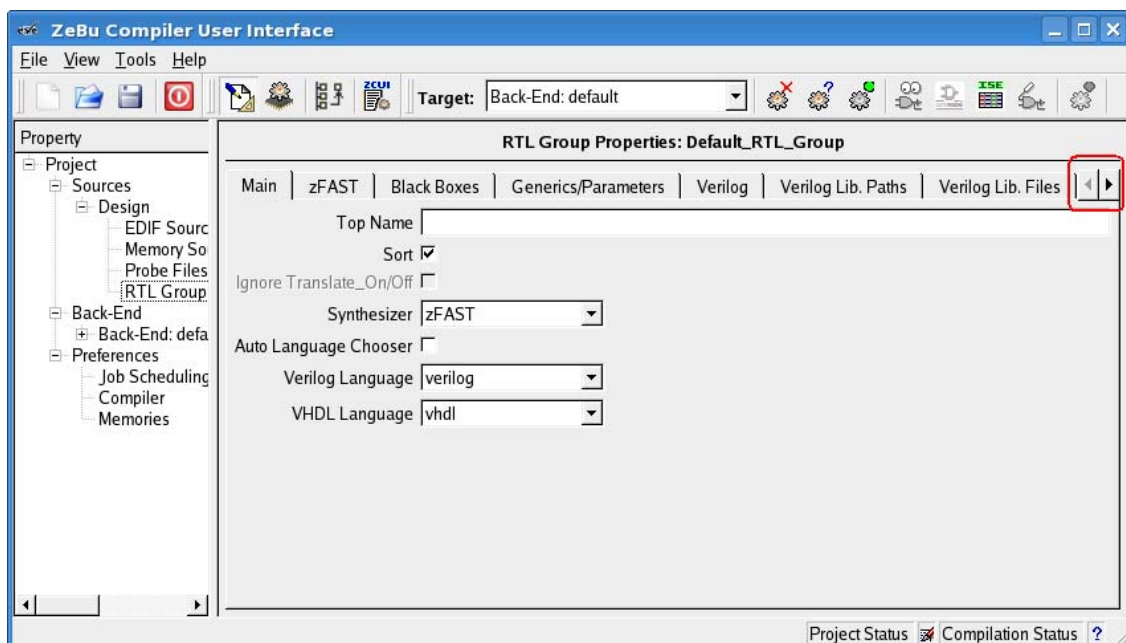 eve ZeBu Compiler User Interface
File View Tools Help
ZCUI Target: Back-End: default ISE
Property
Project
Sources
Design
EDIF Sourc
Memory So
Probe Files
RTL Group
Back-End
Back-End: defa
Preferences
Job Scheduling
Compiler
Memories
RTL Group Properties: Default_RTL_Group
Main zFAST Black Boxes Generics/Parameters Verilog Verilog Lib. Paths Verilog Lib. Files
Top Name
Sort
Ignore Translate_On/Off
Synthesizer zFAST
Auto Language Chooser
Verilog Language verilog
VHDL Language vhdl
Project Status Compilation Status ?